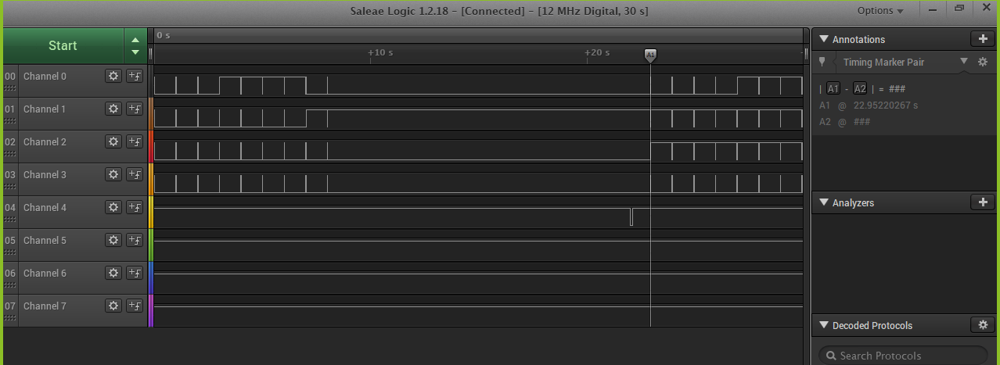 Saleae Logic 1.2.18 – [Connected] – [12 MHz Digital, 30 s]
Options
Start
0 s
+10 s
+20 s
A1
00 Channel 0
01 Channel 1
02 Channel 2
03 Channel 3
04 Channel 4
05 Channel 5
06 Channel 6
07 Channel 7
Annotations
Timing Marker Pair
| A1 - A2 | = ###
A1 @ 22.95220267 s
A2 @ ###
Analyzers
Decoded Protocols
Search Protocols